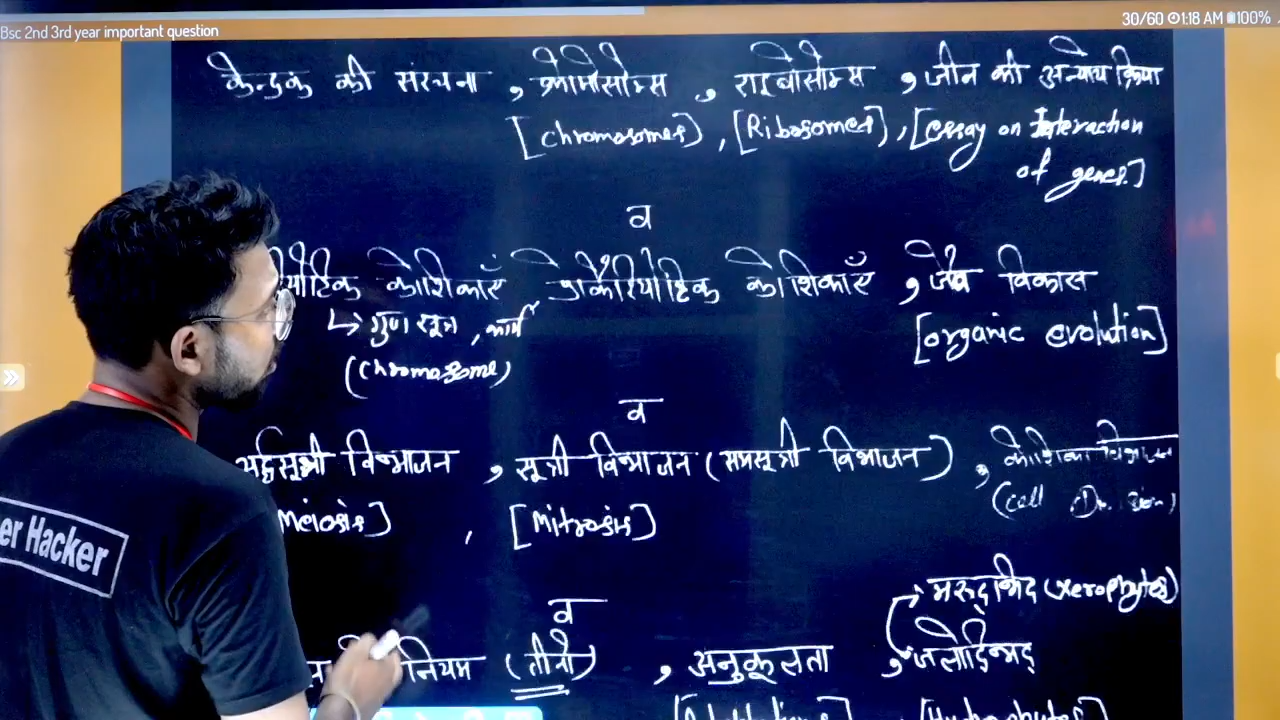 Bsc 2nd 3rd year important question
30/60 1:18 AM 100%
केन्द्रक की संरचना , क्रोमोसोम्स , राइबोसोम्स , जीन की अन्योन्य क्रिया
[chromosomes) , [Ribosomes) , [essay on Interaction
of genes.]
व
कोशिकाएँ प्रोकैरियोटिक कोशिकाएँ , जैव विकास
↳ गुण सूत्र , कार्य
[organic evolution]
(chromosome)
व
अर्द्धसूत्री विभाजन , सूत्री विभाजन (समसूत्री विभाजन) , कोशिका विभाजन
Meiosis] , [Mitosis]
(cell
→ मरुद्भिद (xerophytes)
व
नियम (तीनो) , अनुकूलता , जलोद्भिद्
er Hacker